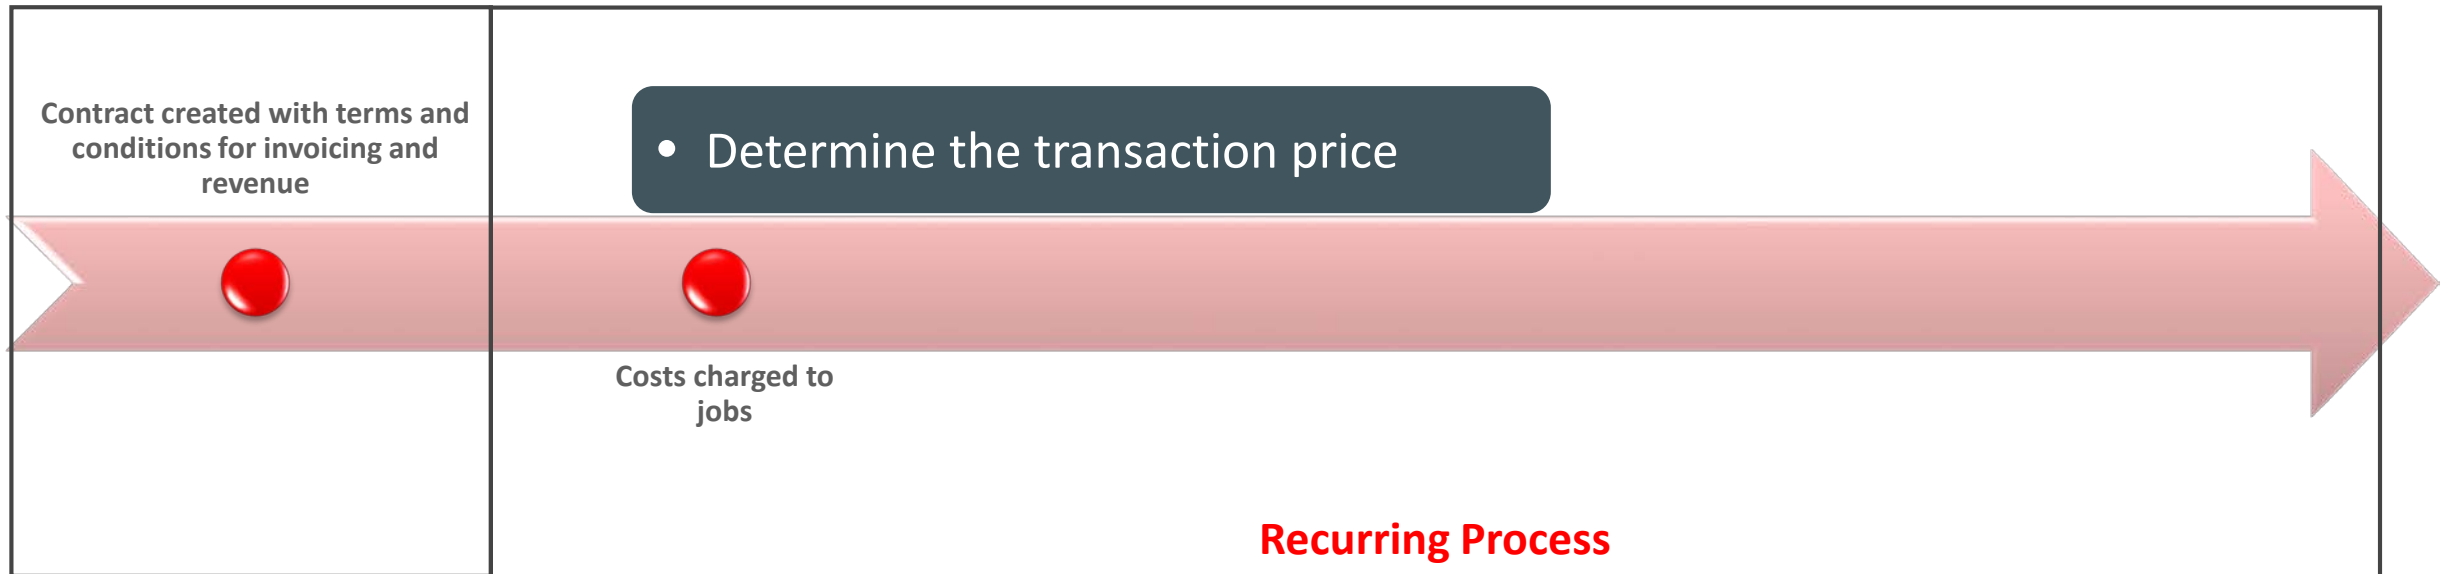 Contract created with terms and
conditions for invoicing and
revenue
• Determine the transaction price
Costs charged to
jobs
Recurring Process